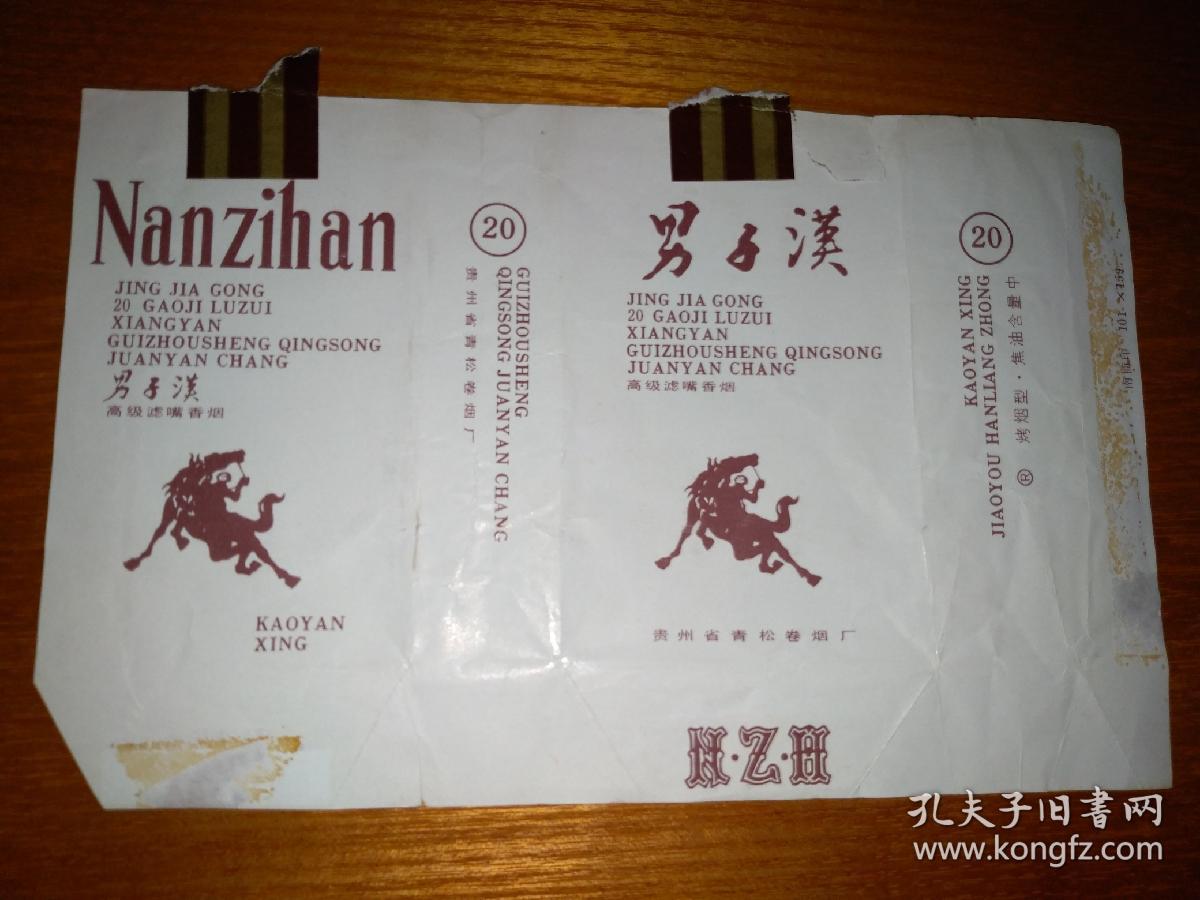 Nanzihan
JING JIA GONG
20 GAOJI LUZUI
XIANGYAN
GUIZHOUSHENG QINGSONG
JUANYAN CHANG
男子漢
高级滤嘴香烟
KAOYAN
XING
20
GUIZHOUSHENG
QINGSONG JUANYAN CHANG
贵州省青松卷烟厂
男子漢
JING JIA GONG
20 GAOJI LUZUI
XIANGYAN
GUIZHOUSHENG QINGSONG
JUANYAN CHANG
高级滤嘴香烟
贵州省青松卷烟厂
N·Z·H
20
KAOYAN XING
JIAOYOU HANLIANG ZHONG
® 烤烟型·焦油含量中
孔夫子旧书网
www.kongfz.com